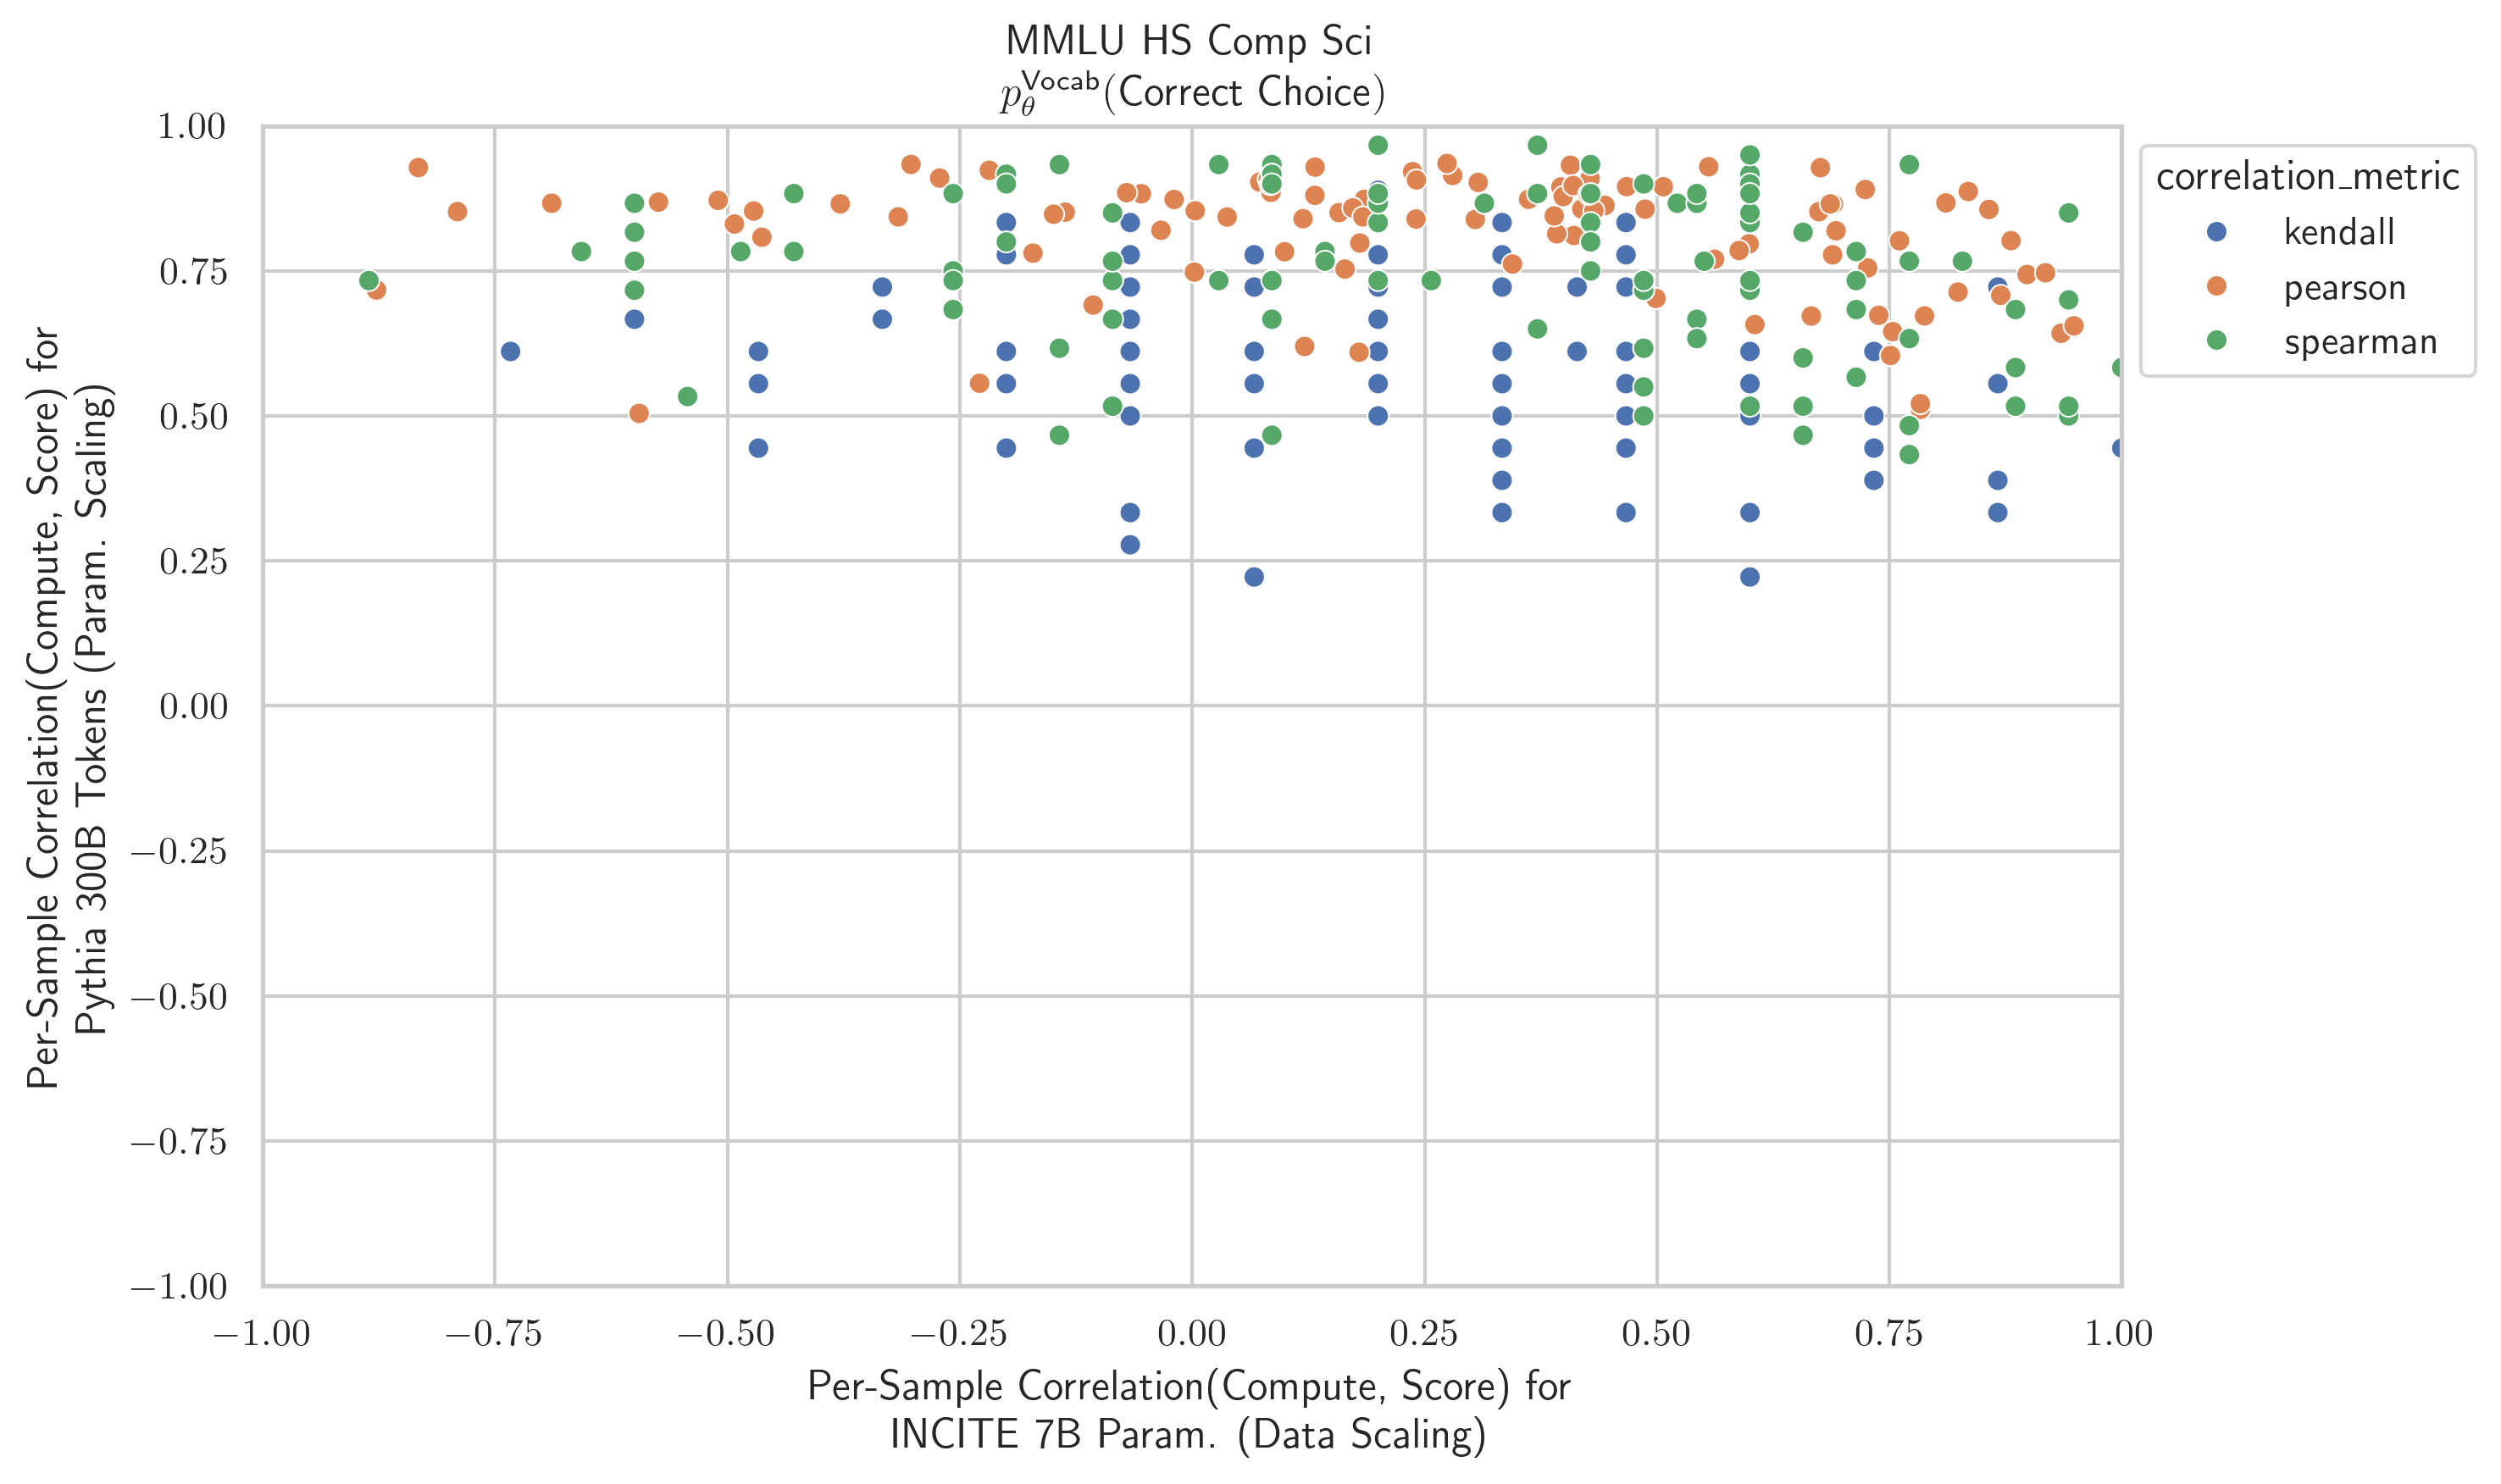 MMLU HS Comp Sci
p_θ^Vocab(Correct Choice)
1.00
0.75
0.50
0.25
0.00
−0.25
−0.50
−0.75
−1.00
Per-Sample Correlation(Compute, Score) for
Pythia 300B Tokens (Param. Scaling)
correlation_metric
kendall
pearson
spearman
−1.00 −0.75 −0.50 −0.25 0.00 0.25 0.50 0.75 1.00
Per-Sample Correlation(Compute, Score) for
INCITE 7B Param. (Data Scaling)